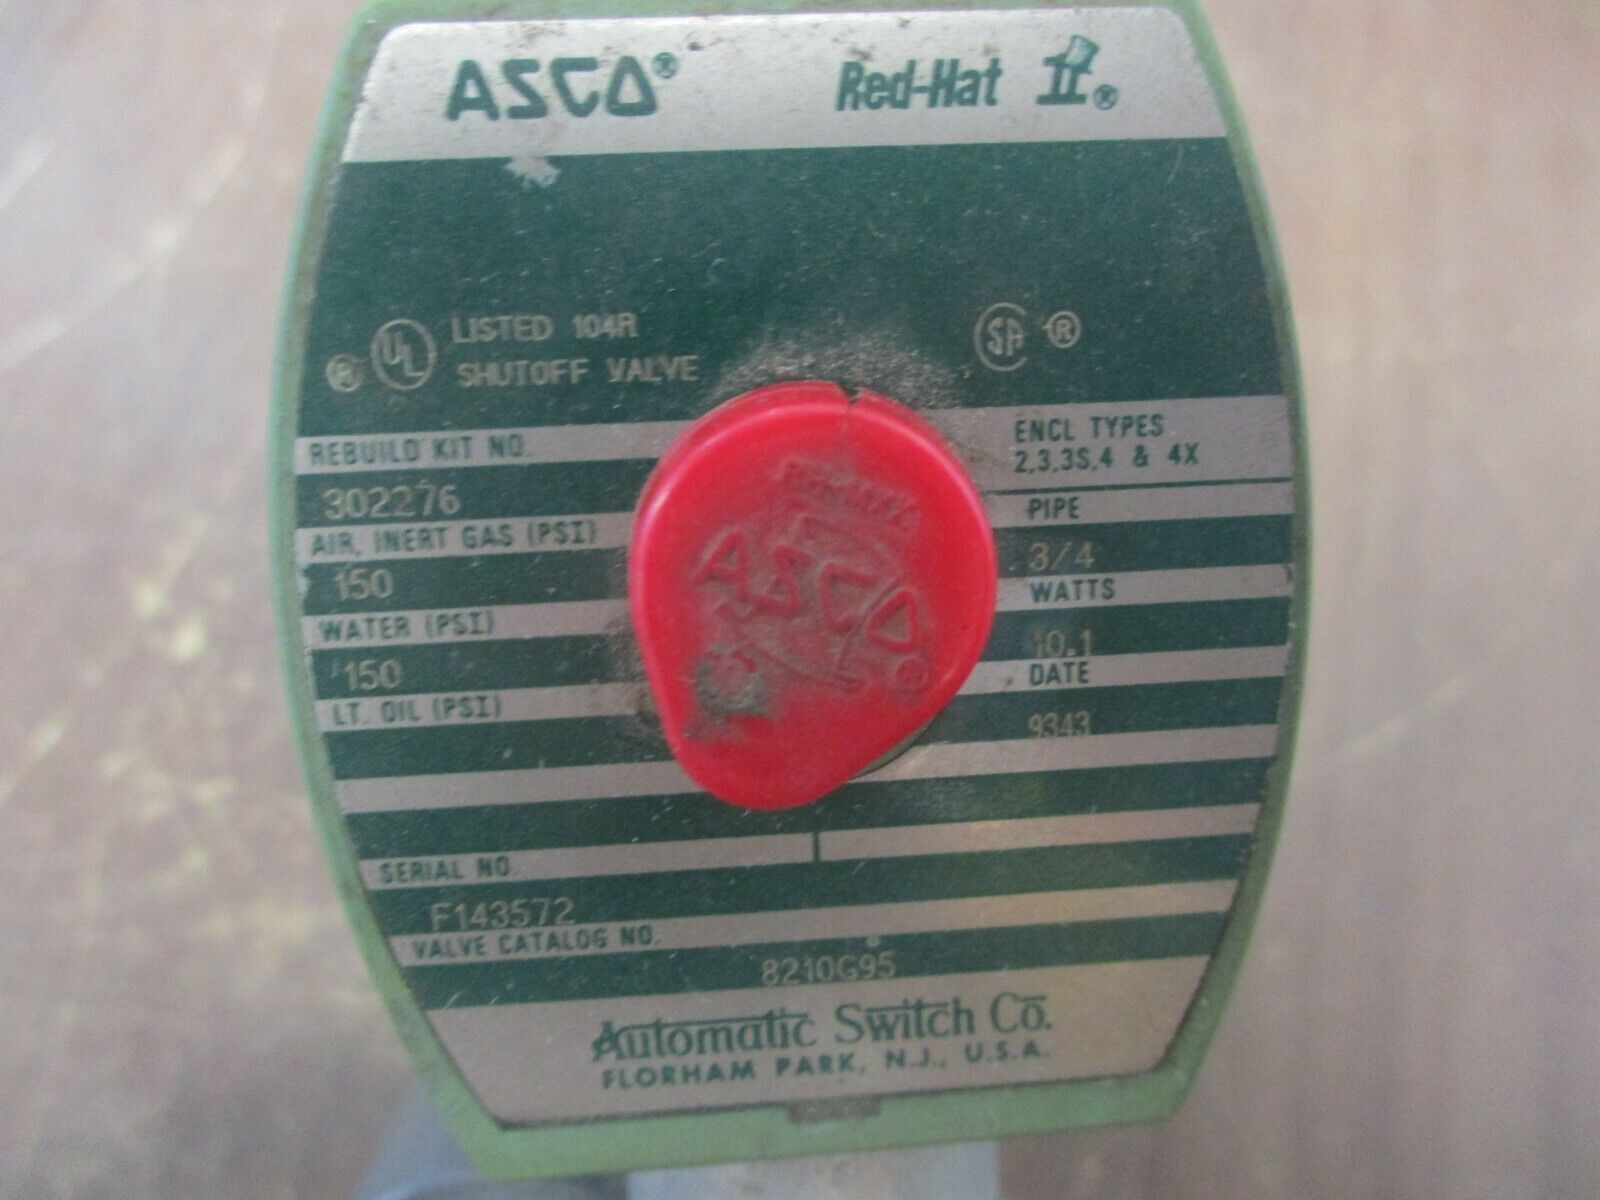 ASCO®
Red-Hat II®
® UL LISTED 104R
SHUTOFF VALVE
SA ®
REBUILD KIT NO.
302276
AIR, INERT GAS (PSI)
150
WATER (PSI)
150
LT. OIL (PSI)
ENCL TYPES
2,3,3S,4 & 4X
PIPE
3/4
WATTS
10.1
DATE
9343
ASCO®
SERIAL NO.
F143572
VALVE CATALOG NO.
8210G95
Automatic Switch Co.
FLORHAM PARK, N.J., U.S.A.